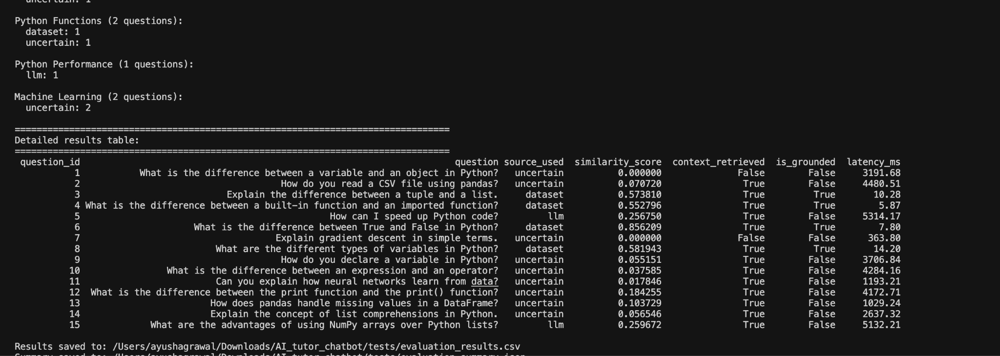 uncertain: 1
Python Functions (2 questions):
dataset: 1
uncertain: 1
Python Performance (1 questions):
llm: 1
Machine Learning (2 questions):
uncertain: 2
================================================================================
Detailed results table:
================================================================================
question_id question source_used similarity_score context_retrieved is_grounded latency_ms
1 What is the difference between a variable and an object in Python? uncertain 0.000000 False False 3191.68
2 How do you read a CSV file using pandas? uncertain 0.070720 True False 4480.51
3 Explain the difference between a tuple and a list. dataset 0.573810 True True 10.28
4 What is the difference between a built-in function and an imported function? dataset 0.552796 True True 5.87
5 How can I speed up Python code? llm 0.256750 True False 5314.17
6 What is the difference between True and False in Python? dataset 0.856209 True True 7.80
7 Explain gradient descent in simple terms. uncertain 0.000000 False False 363.80
8 What are the different types of variables in Python? dataset 0.581943 True True 14.20
9 How do you declare a variable in Python? uncertain 0.055151 True False 3706.84
10 What is the difference between an expression and an operator? uncertain 0.037585 True False 4284.16
11 Can you explain how neural networks learn from data? uncertain 0.017846 True False 1193.21
12 What is the difference between the print function and the print() function? uncertain 0.184255 True False 4172.71
13 How does pandas handle missing values in a DataFrame? uncertain 0.103729 True False 1029.24
14 Explain the concept of list comprehensions in Python. uncertain 0.056546 True False 2637.32
15 What are the advantages of using NumPy arrays over Python lists? llm 0.259672 True False 5132.21
Results saved to: /Users/ayushagrawal/Downloads/AI_tutor_chatbot/tests/evaluation_results.csv